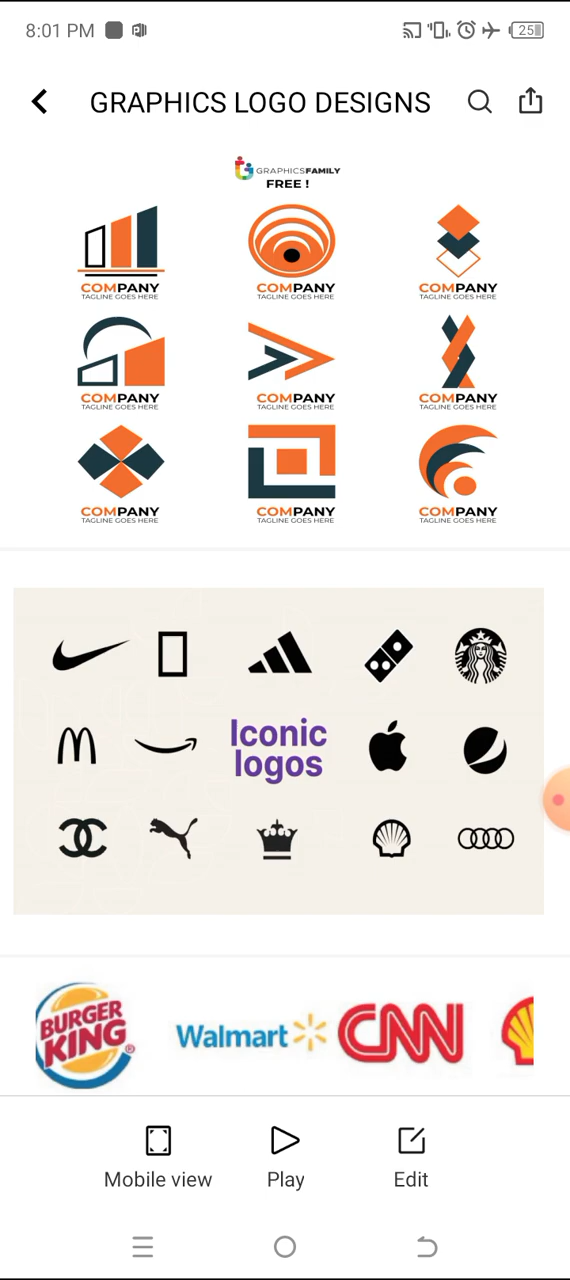 8:01 PM
25
GRAPHICS LOGO DESIGNS
GRAPHICSFAMILY
FREE !
COMPANY COMPANY COMPANY
TAGLINE GOES HERE TAGLINE GOES HERE TAGLINE GOES HERE
COMPANY COMPANY COMPANY
TAGLINE GOES HERE TAGLINE GOES HERE TAGLINE GOES HERE
COMPANY COMPANY COMPANY
TAGLINE GOES HERE TAGLINE GOES HERE TAGLINE GOES HERE
Iconic
logos
BURGER
KING®
Walmart
CNN
Mobile view Play Edit